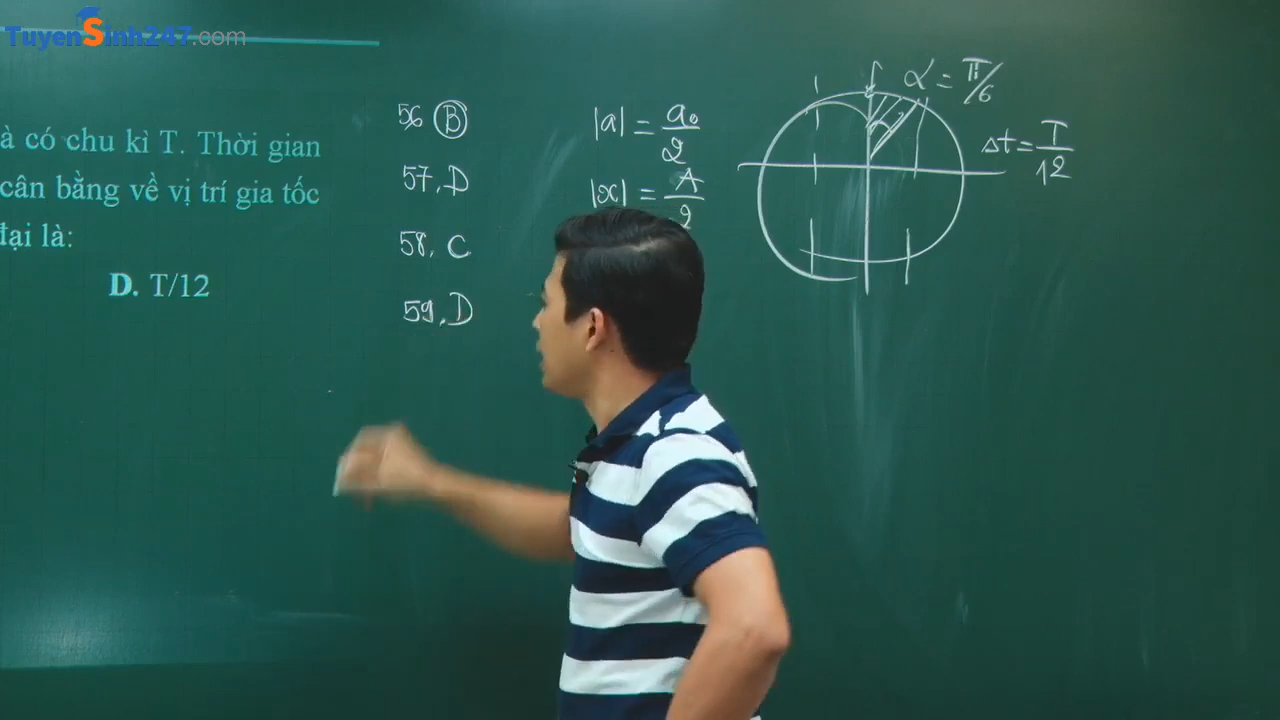 TuyenSinh247.com
à có chu kì T. Thời gian
cân bằng về vị trí gia tốc
đại là:
D. T/12
56 B
57, D
58, C
59, D
|a| = a₀/2
|x| = A/2
α = π/6
Δt = T/12